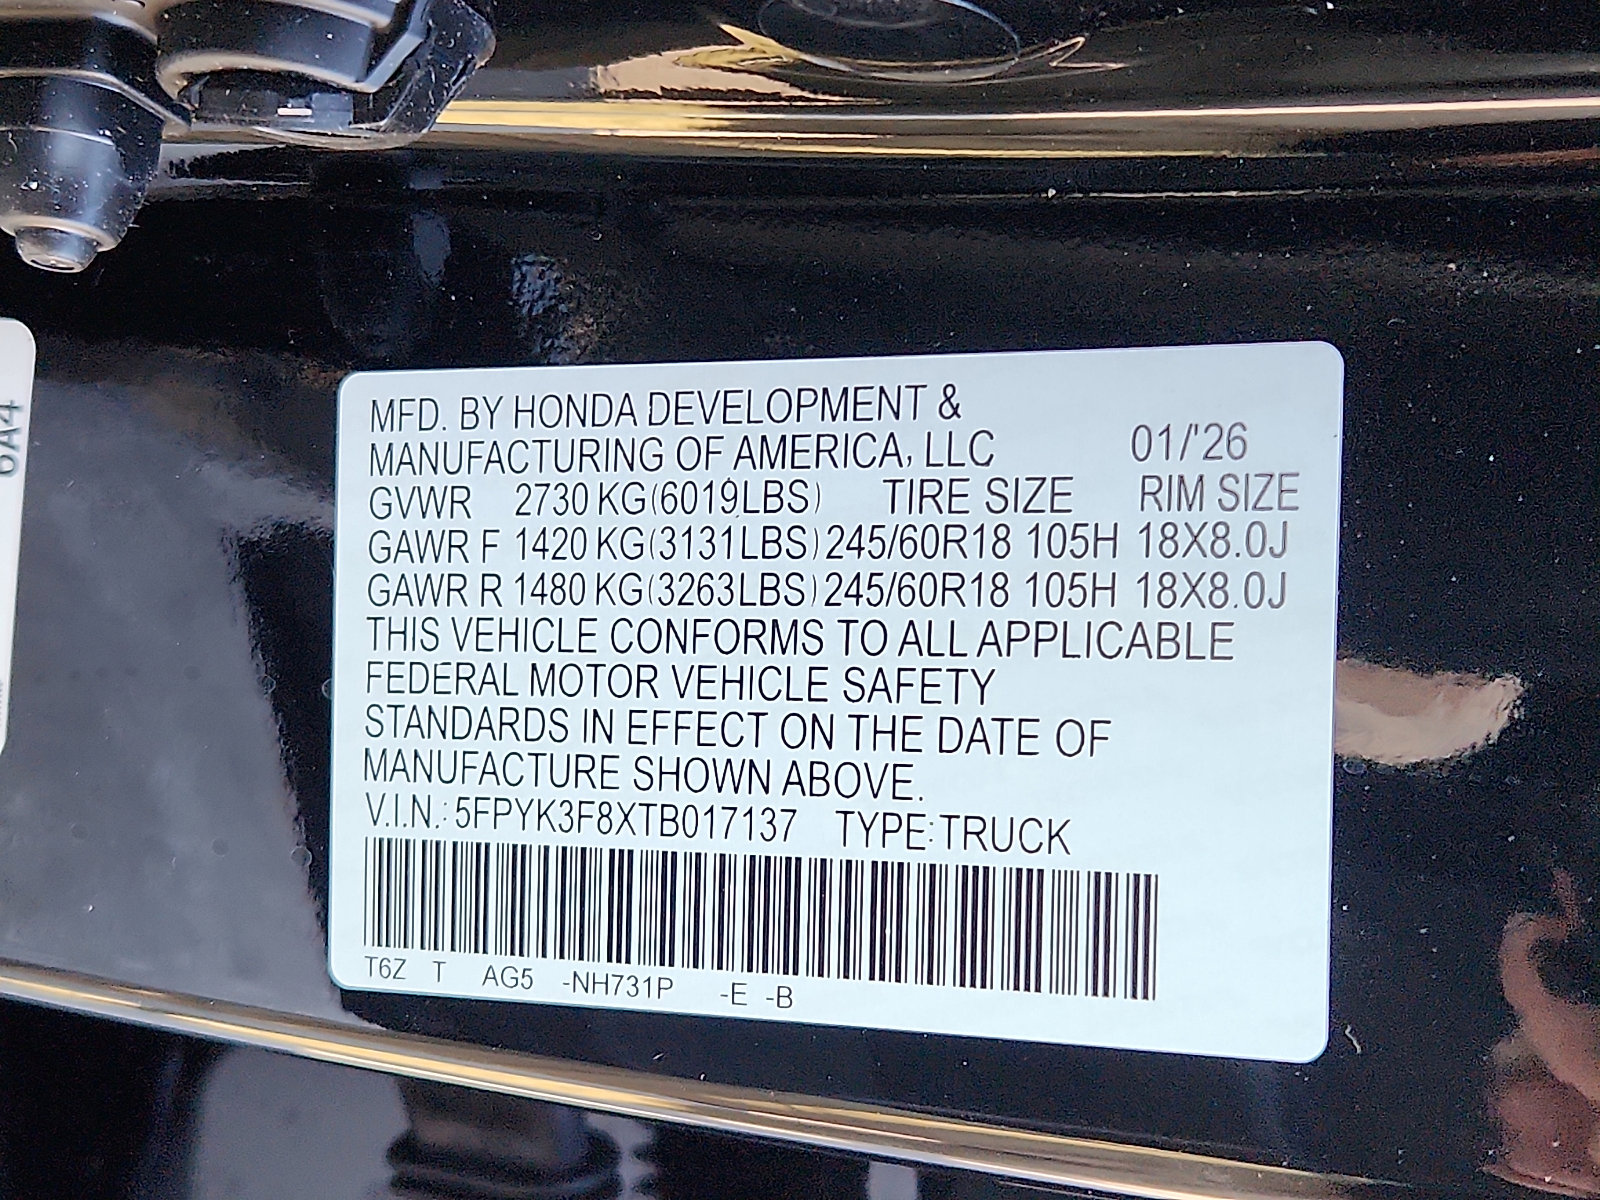 MFD. BY HONDA DEVELOPMENT &
MANUFACTURING OF AMERICA, LLC 01/'26
GVWR 2730 KG(6019LBS) TIRE SIZE RIM SIZE
GAWR F 1420 KG(3131LBS) 245/60R18 105H 18X8.0J
GAWR R 1480 KG(3263LBS) 245/60R18 105H 18X8.0J
THIS VEHICLE CONFORMS TO ALL APPLICABLE
FEDERAL MOTOR VEHICLE SAFETY
STANDARDS IN EFFECT ON THE DATE OF
MANUFACTURE SHOWN ABOVE.
V.I.N.: 5FPYK3F8XTB017137 TYPE: TRUCK
T6Z T AG5 -NH731P -E -B